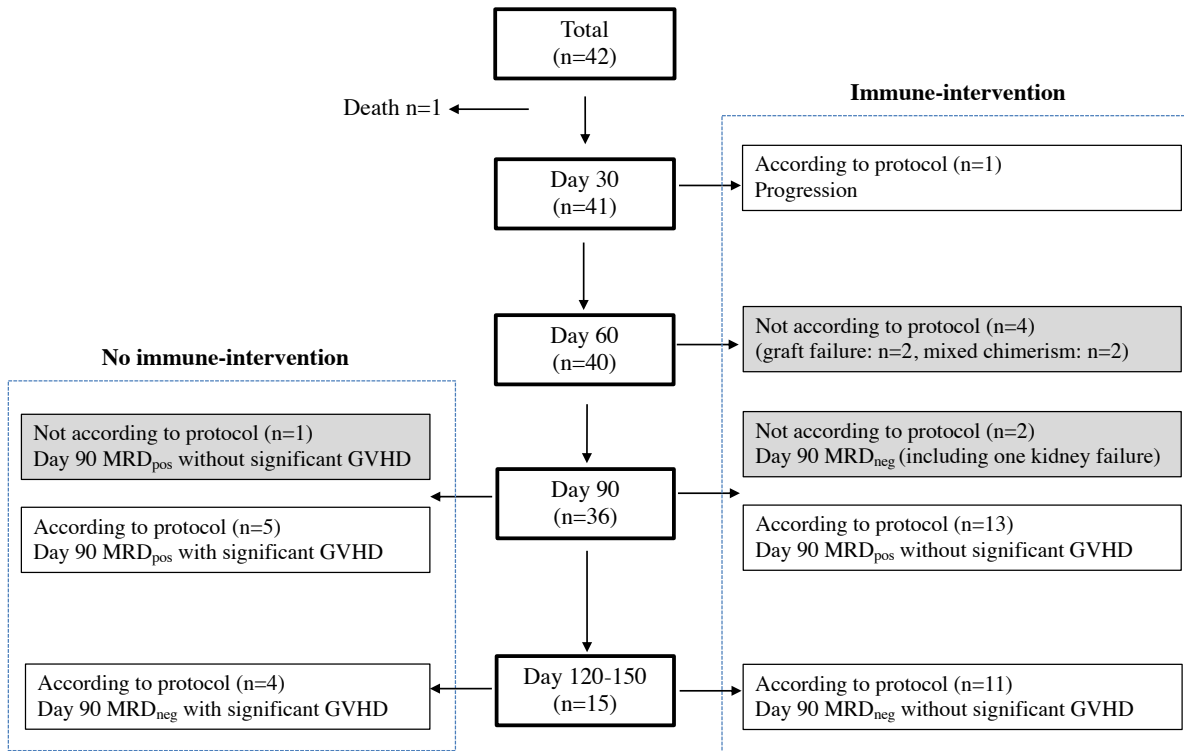 Total
(n=42)
Death n=1
Immune-intervention
Day 30
(n=41)
According to protocol (n=1)
Progression
Day 60
(n=40)
Not according to protocol (n=4)
(graft failure: n=2, mixed chimerism: n=2)
No immune-intervention
Not according to protocol (n=1)
Day 90 MRDpos without significant GVHD
Not according to protocol (n=2)
Day 90 MRDneg (including one kidney failure)
Day 90
(n=36)
According to protocol (n=5)
Day 90 MRDpos with significant GVHD
According to protocol (n=13)
Day 90 MRDpos without significant GVHD
Day 120-150
(n=15)
According to protocol (n=4)
Day 90 MRDneg with significant GVHD
According to protocol (n=11)
Day 90 MRDneg without significant GVHD